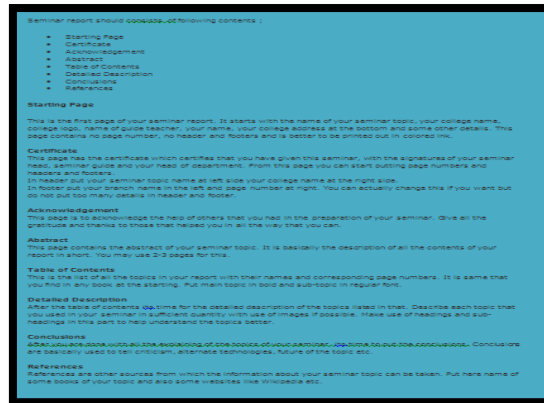 Seminar report should consists of following contents ;
• Starting Page
• Certificate
• Acknowledgement
• Abstract
• Table of Contents
• Detailed Description
• Conclusions
• References
Starting Page
This is the first page of your seminar report. It starts with the name of your seminar topic, your college name,
college logo, name of guide teacher, your name, your college address at the bottom and some other details. This
page contains no page number, no header and footers and is better to be printed out in colored ink.
Certificate
This page has the certificate which certifies that you have given this seminar, with the signatures of your seminar
head, seminar guide and your head of department. From this page you can start putting page numbers and
headers and footers.
In header put your seminar topic name at left side your college name at the right side.
In footer put your branch name in the left and page number at right. You can actually change this if you want but
do not put too many details in header and footer.
Acknowledgement
This page is to acknowledge the help of others that you had in the preparation of your seminar. Give all the
gratitude and thanks to those that helped you in all the way that you can.
Abstract
This page contains the abstract of your seminar topic. It is basically the description of all the contents of your
report in short. You may use 2-3 pages for this.
Table of Contents
This is the list of all the topics in your report with their names and corresponding page numbers. It is same that
you find in any book at the starting. Put main topic in bold and sub-topic in regular font.
Detailed Description
After the table of contents its time for the detailed description of the topics listed in that. Describe each topic that
you used in your seminar in sufficient quantity with use of images if possible. Make use of headings and sub-
headings in this part to help understand the topics better.
Conclusions
After you are done with all the explaining of the topics of your seminar, its time to put the conclusions. Conclusions
are basically used to tell criticism, alternate technologies, future of the topic etc.
References
References are other sources from which the information about your seminar topic can be taken. Put here name of
some books of your topic and also some websites like Wikipedia etc.